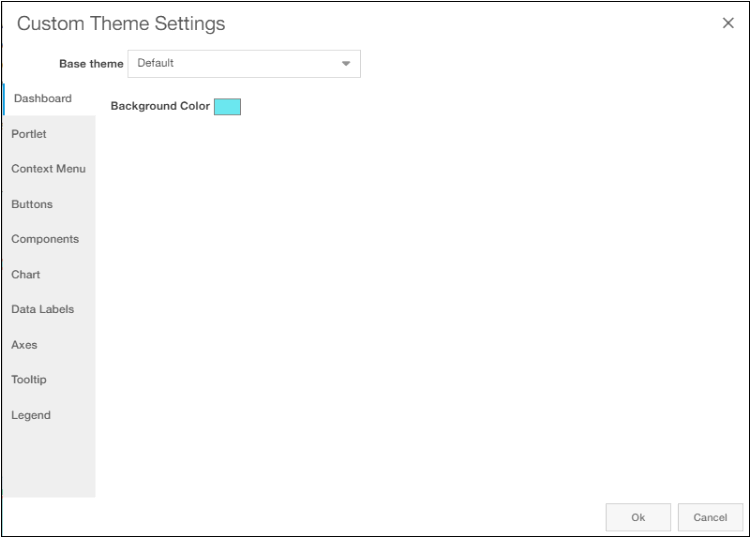 Custom Theme Settings
Base theme Default
Dashboard
Background Color
Portlet
Context Menu
Buttons
Components
Chart
Data Labels
Axes
Tooltip
Legend
Ok Cancel